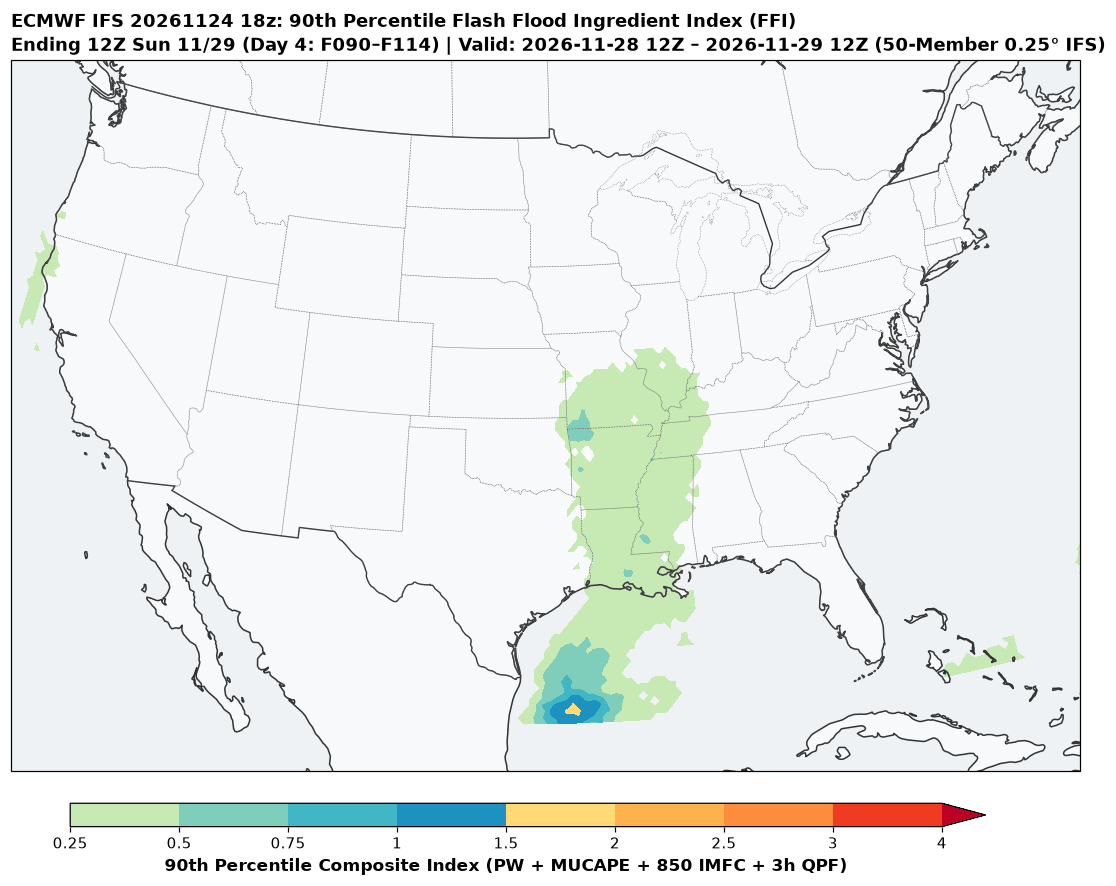 ECMWF IFS 20261124 18z: 90th Percentile Flash Flood Ingredient Index (FFI)
Ending 12Z Sun 11/29 (Day 4: F090–F114) | Valid: 2026-11-28 12Z – 2026-11-29 12Z (50-Member 0.25° IFS)
0.25 0.5 0.75 1 1.5 2 2.5 3 4
90th Percentile Composite Index (PW + MUCAPE + 850 IMFC + 3h QPF)